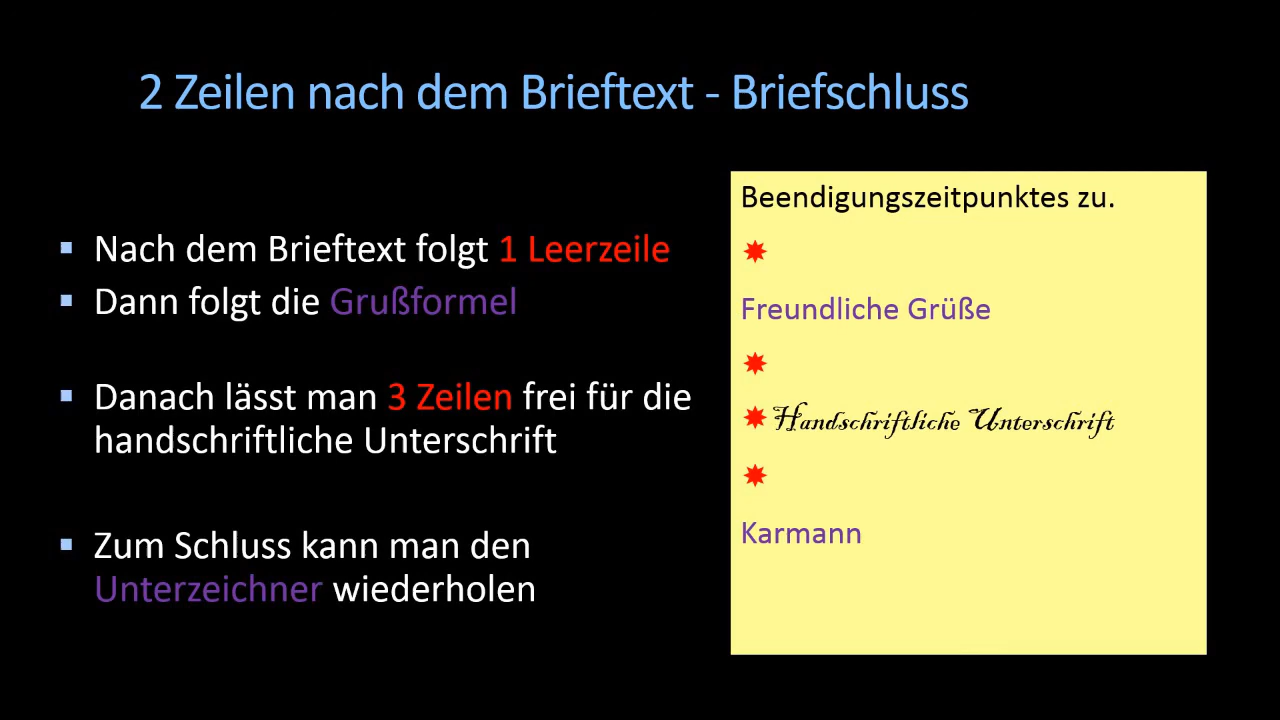 2 Zeilen nach dem Brieftext - Briefschluss
Nach dem Brieftext folgt 1 Leerzeile
Dann folgt die Grußformel
Danach lässt man 3 Zeilen frei für die
handschriftliche Unterschrift
Zum Schluss kann man den
Unterzeichner wiederholen
Beendigungszeitpunktes zu.
Freundliche Grüße
Handschriftliche Unterschrift
Karmann